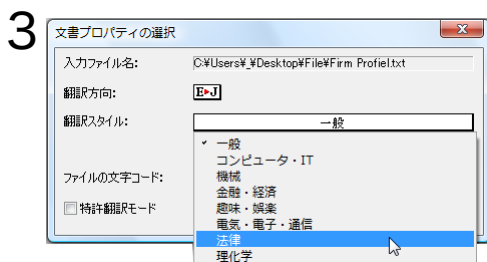 3
文書プロパティの選択
入力ファイル名: C:¥Users¥_¥Desktop¥File¥Firm Profiel.txt
翻訳方向: E▶J
翻訳スタイル: 一般
✓ 一般
コンピュータ・IT
機械
ファイルの文字コード: 金融・経済
特許翻訳モード 趣味・娯楽
電気・電子・通信
法律
理化学